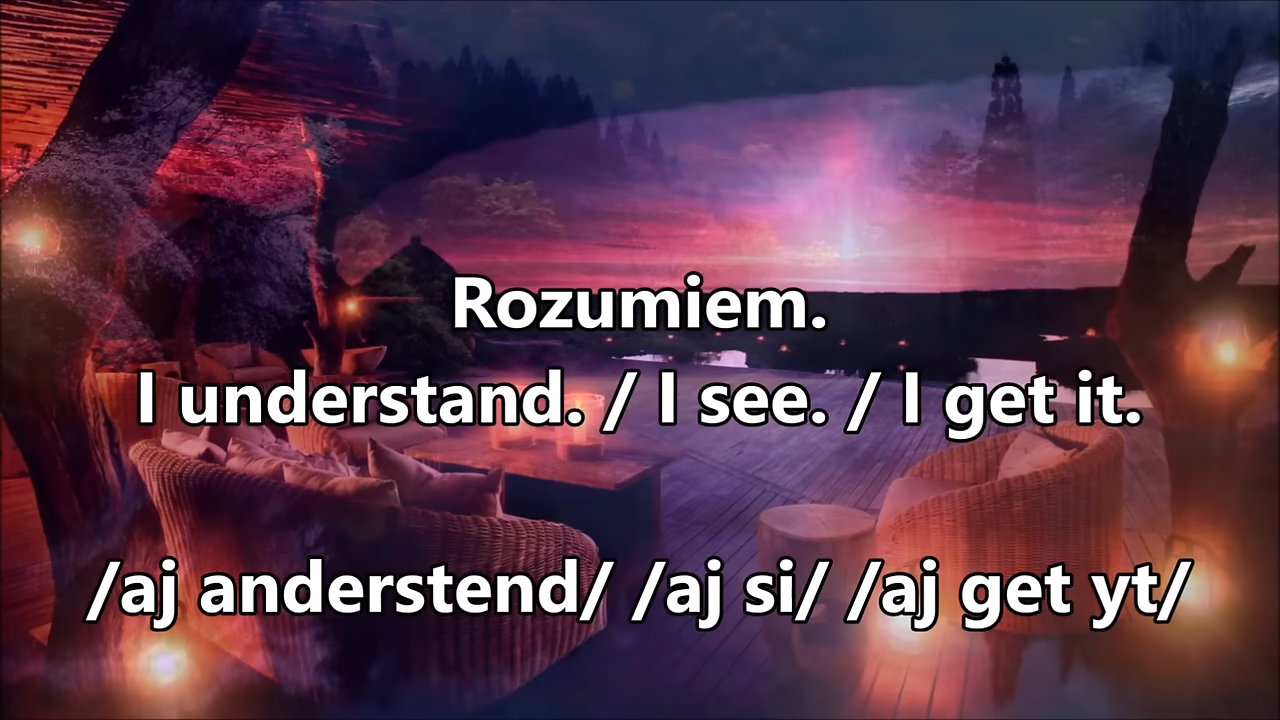 Rozumiem.
I understand. / I see. / I get it.
/aj anderstend/ /aj si/ /aj get yt/